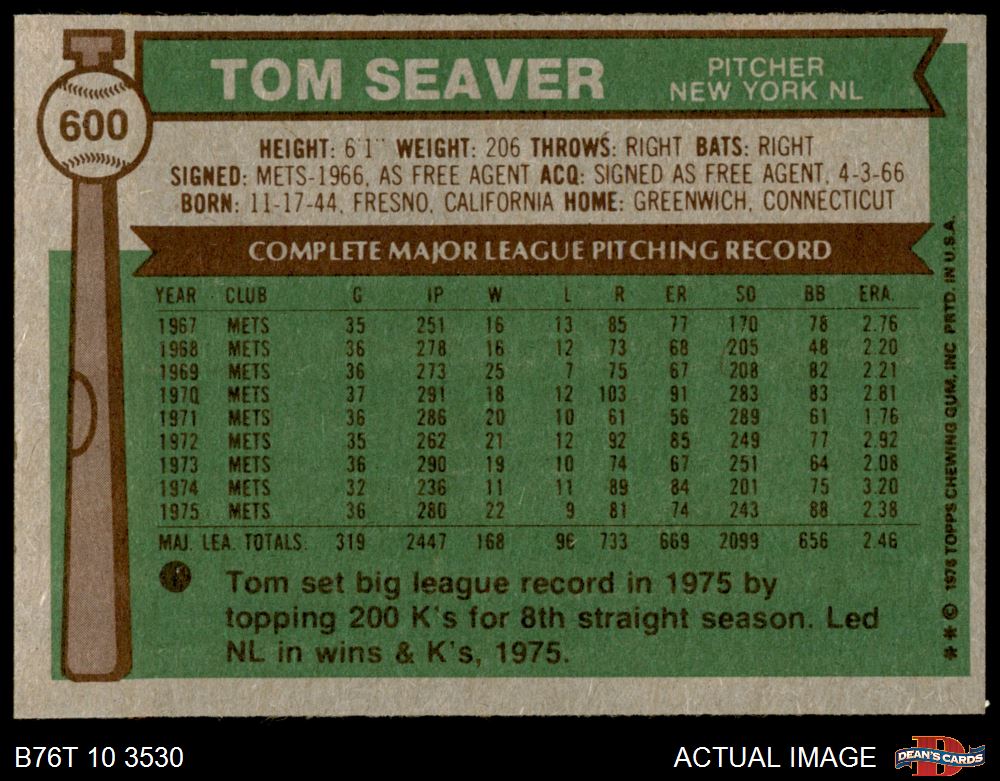 600
TOM SEAVER
PITCHER
NEW YORK NL
HEIGHT: 6'1" WEIGHT: 206 THROWS: RIGHT BATS: RIGHT
SIGNED: METS-1966, AS FREE AGENT ACQ: SIGNED AS FREE AGENT, 4-3-66
BORN: 11-17-44, FRESNO, CALIFORNIA HOME: GREENWICH, CONNECTICUT
COMPLETE MAJOR LEAGUE PITCHING RECORD
YEAR CLUB G IP W L R ER SO BB ERA.
1967 METS 35 251 16 13 85 77 170 78 2.76
1968 METS 36 278 16 12 73 68 205 48 2.20
1969 METS 36 273 25 7 75 67 208 82 2.21
1970 METS 37 291 18 12 103 91 283 83 2.81
1971 METS 36 286 20 10 61 56 289 61 1.76
1972 METS 35 262 21 12 92 85 249 77 2.92
1973 METS 36 290 19 10 74 67 251 64 2.08
1974 METS 32 236 11 11 89 84 201 75 3.20
1975 METS 36 280 22 9 81 74 243 88 2.38
MAJ. LEA. TOTALS. 319 2447 168 96 733 669 2099 656 2.46
Tom set big league record in 1975 by
topping 200 K's for 8th straight season. Led
NL in wins & K's, 1975.
** © 1976 TOPPS CHEWING GUM, INC PRTD. IN U.S.A.
B76T 10 3530
ACTUAL IMAGE
DEAN'S CARDS